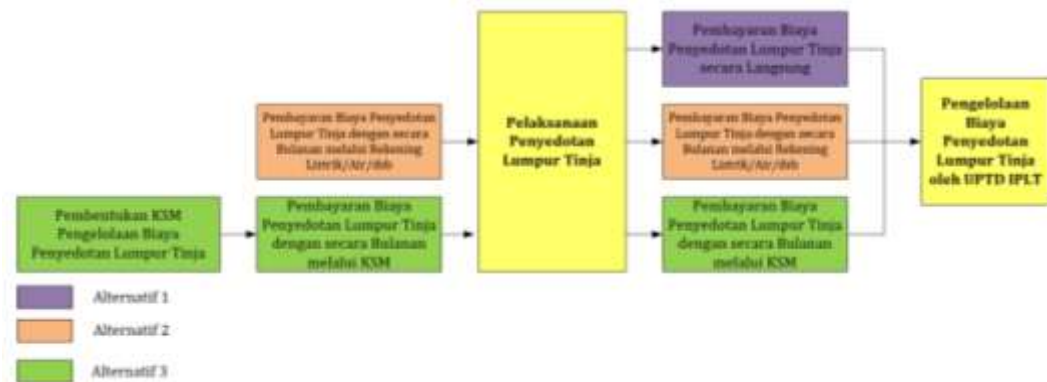 Pembayaran Biaya
Penyedotan Lumpur Tinja
secara Langsung
Pembayaran Biaya Penyedotan
Lumpur Tinja dengan secara
Bulanan melalui Rekening
Listrik/Air/dsb
Pelaksanaan
Penyedotan
Lumpur Tinja
Pembayaran Biaya Penyedotan
Lumpur Tinja dengan secara
Bulanan melalui Rekening
Listrik/Air/dsb
Pengelolaan
Biaya
Penyedotan
Lumpur Tinja
oleh UPTD IPLT
Pembentukan KSM
Pengelolaan Biaya
Penyedotan Lumpur Tinja
Pembayaran Biaya
Penyedotan Lumpur Tinja
dengan secara Bulanan
melalui KSM
Pembayaran Biaya
Penyedotan Lumpur Tinja
dengan secara Bulanan
melalui KSM
Alternatif 1
Alternatif 2
Alternatif 3